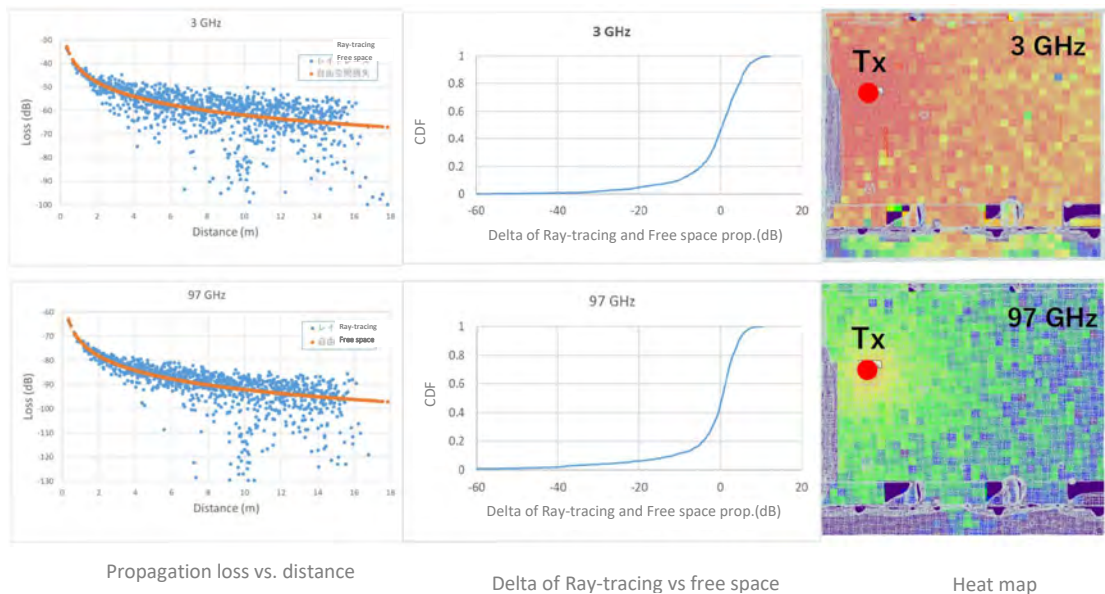 3 GHz
Ray-tracing
Free space
自由空間損失
-30
-40
-50
-60
-70
-80
-90
-100
Loss (dB)
0 2 4 6 8 10 12 14 16 18
Distance (m)
3 GHz
1
0.8
0.6
0.4
0.2
0
CDF
-60 -40 -20 0 20
Delta of Ray-tracing and Free space prop.(dB)
3 GHz
Tx
97 GHz
Ray-tracing
Free space
-60
-70
-80
-90
-100
-110
-120
-130
Loss (dB)
0 2 4 6 8 10 12 14 16 18
Distance (m)
97 GHz
1
0.8
0.6
0.4
0.2
0
CDF
-60 -40 -20 0 20
Delta of Ray-tracing and Free space prop.(dB)
97 GHz
Tx
Propagation loss vs. distance
Delta of Ray-tracing vs free space
Heat map